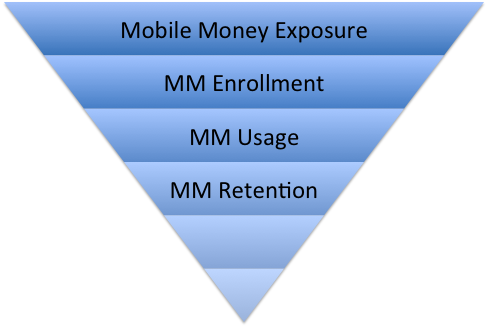 Mobile Money Exposure
MM Enrollment
MM Usage
MM Retention